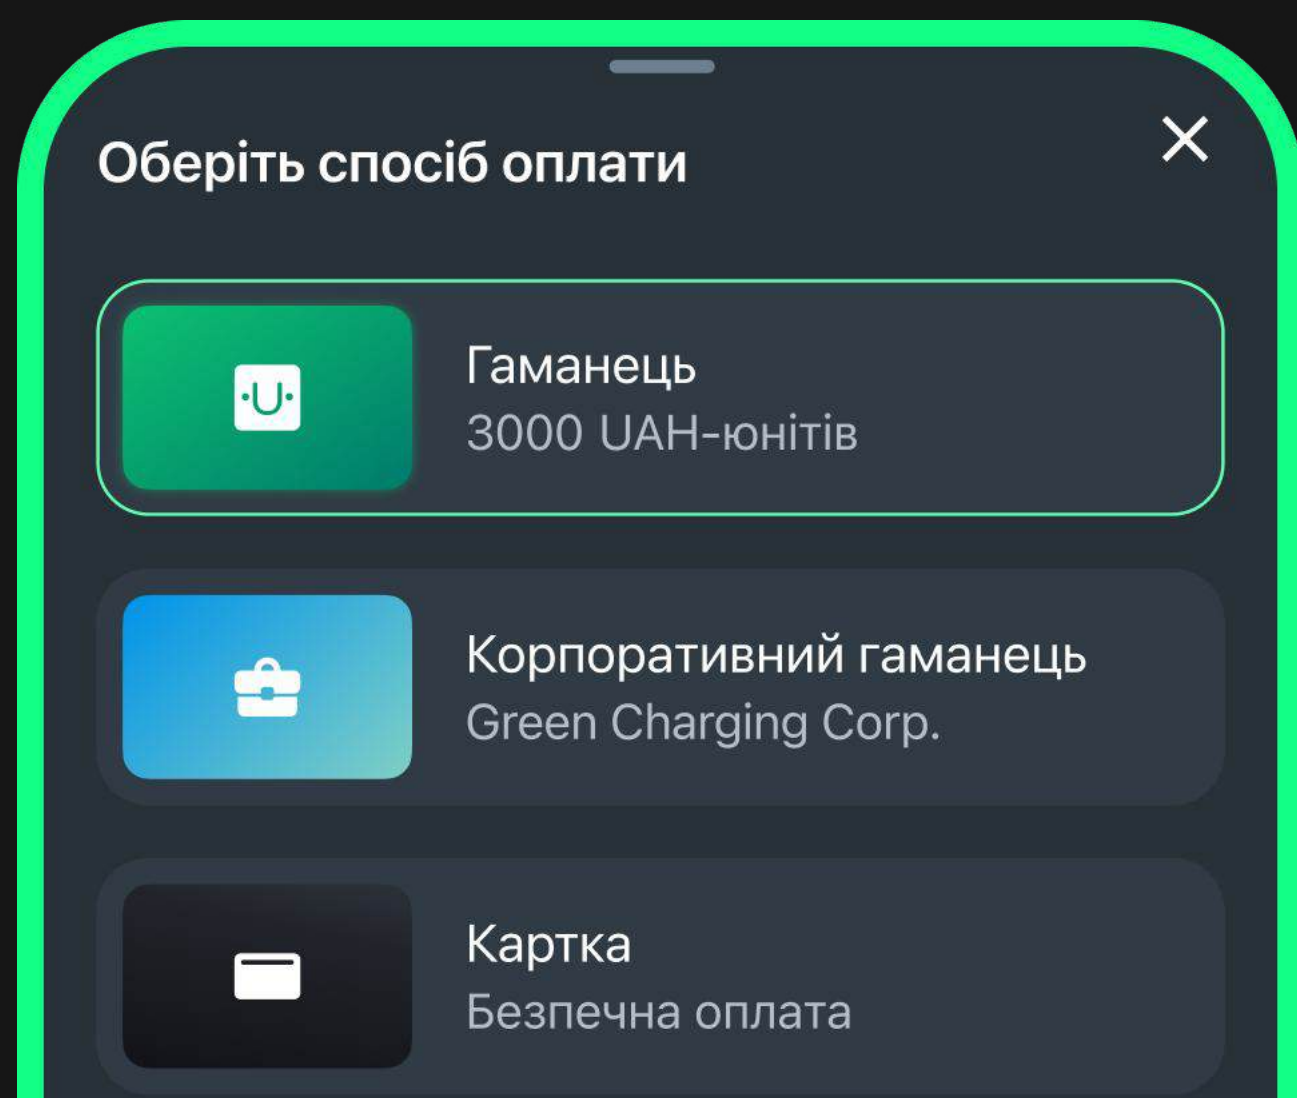 Оберіть спосіб оплати
·U·
Гаманець
3000 UAH-юнітів
Корпоративний гаманець
Green Charging Corp.
Картка
Безпечна оплата